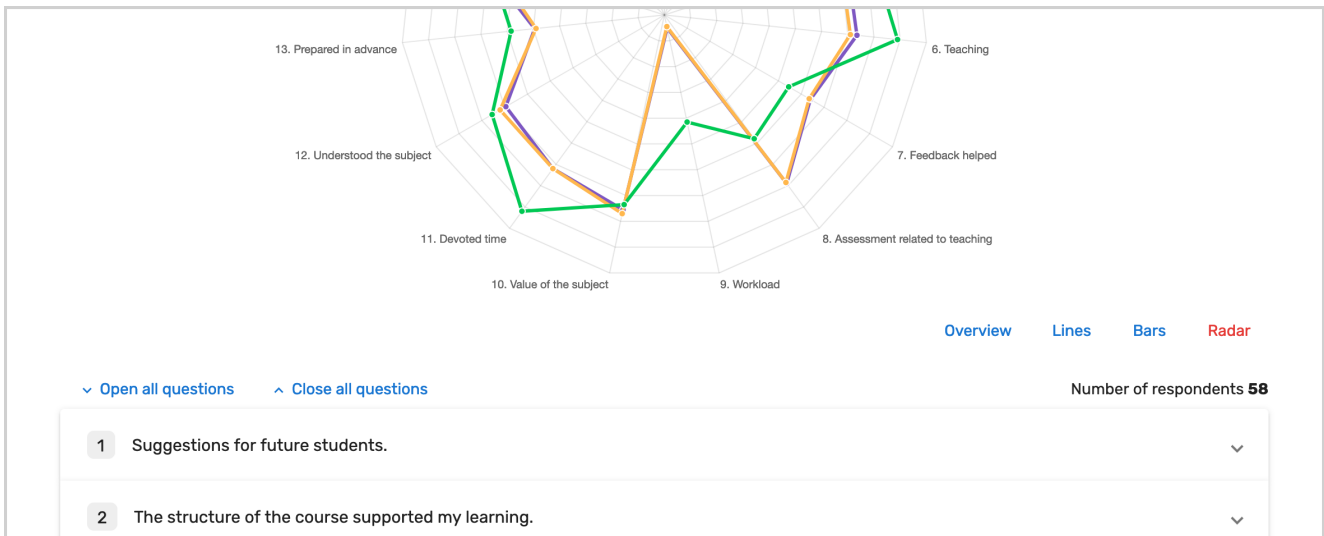 13. Prepared in advance
6. Teaching
12. Understood the subject
7. Feedback helped
11. Devoted time
8. Assessment related to teaching
10. Value of the subject
9. Workload
Overview Lines Bars Radar
Open all questions Close all questions Number of respondents 58
1 Suggestions for future students.
2 The structure of the course supported my learning.